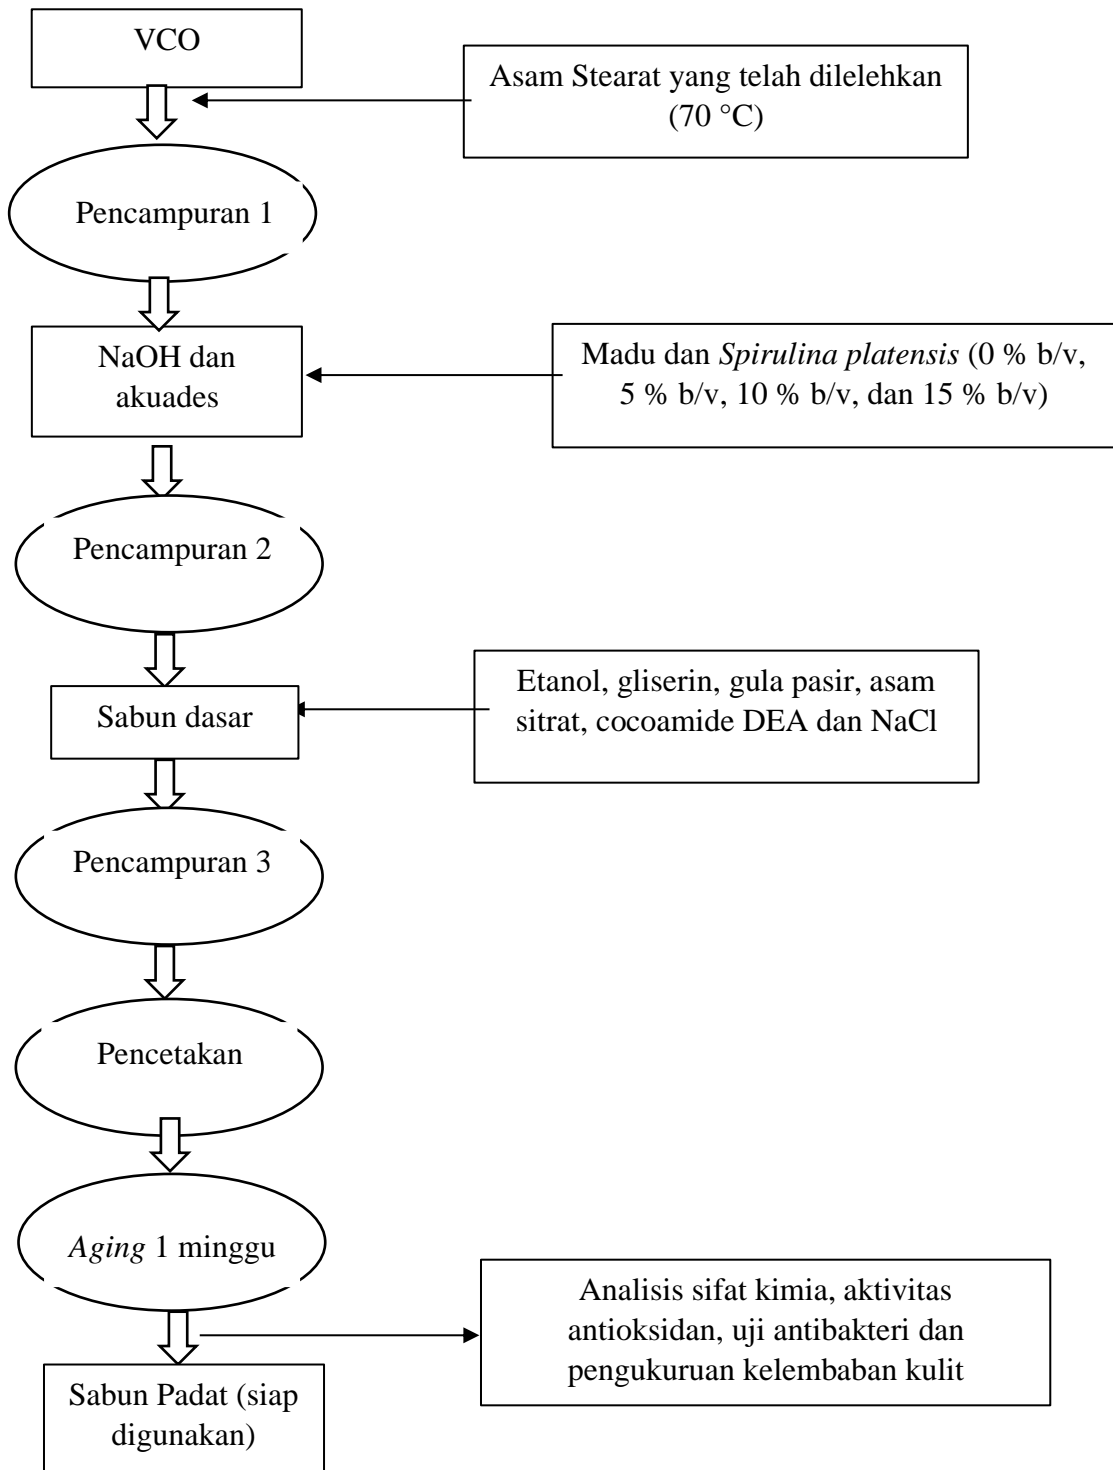 VCO
Asam Stearat yang telah dilelehkan
(70 °C)
Pencampuran 1
NaOH dan
akuades
Madu dan Spirulina platensis (0 % b/v,
5 % b/v, 10 % b/v, dan 15 % b/v)
Pencampuran 2
Sabun dasar
Etanol, gliserin, gula pasir, asam
sitrat, cocoamide DEA dan NaCl
Pencampuran 3
Pencetakan
Aging 1 minggu
Analisis sifat kimia, aktivitas
antioksidan, uji antibakteri dan
pengukuruan kelembaban kulit
Sabun Padat (siap
digunakan)